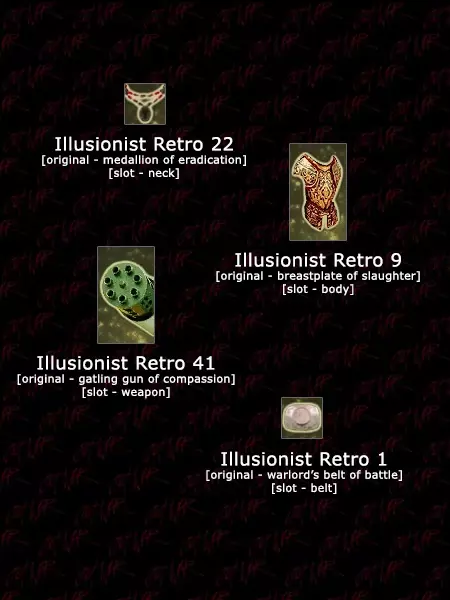 Illusionist Retro 22
[original - medallion of eradication]
[slot - neck]
Illusionist Retro 9
[original - breastplate of slaughter]
[slot - body]
Illusionist Retro 41
[original - gatling gun of compassion]
[slot - weapon]
Illusionist Retro 1
[original - warlord’s belt of battle]
[slot - belt]